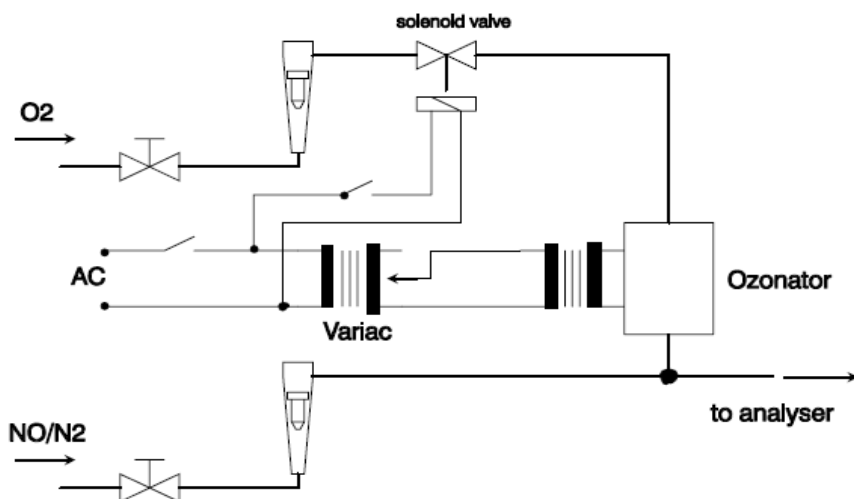 solenoid valve
O2
AC
Variac
Ozonator
to analyser
NO/N2